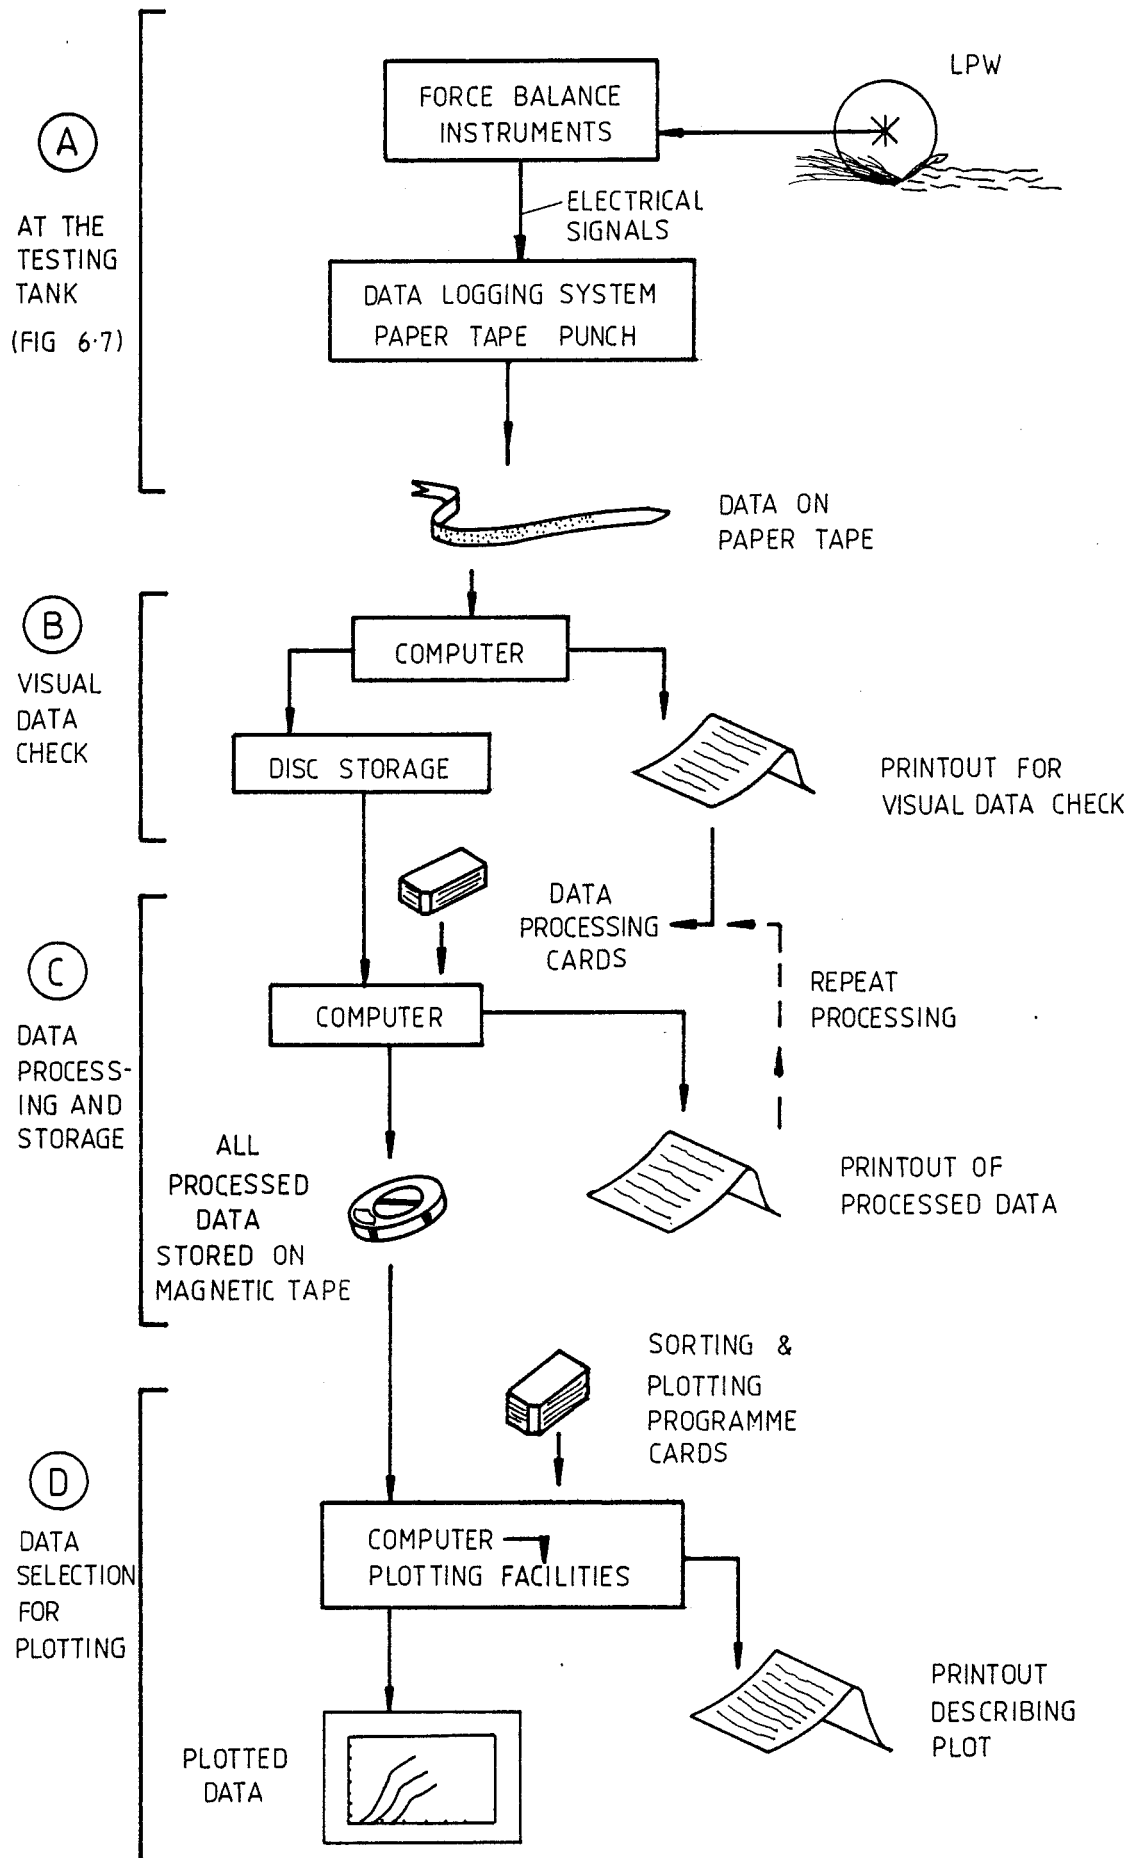 LPW
FORCE BALANCE
INSTRUMENTS
A
AT THE
TESTING
TANK
(FIG 6·7)
ELECTRICAL
SIGNALS
DATA LOGGING SYSTEM
PAPER TAPE PUNCH
DATA ON
PAPER TAPE
B
VISUAL
DATA
CHECK
COMPUTER
DISC STORAGE
PRINTOUT FOR
VISUAL DATA CHECK
DATA
PROCESSING
CARDS
C
DATA
PROCESS-
ING AND
STORAGE
COMPUTER
REPEAT
PROCESSING
ALL
PROCESSED
DATA
STORED ON
MAGNETIC TAPE
PRINTOUT OF
PROCESSED DATA
SORTING &
PLOTTING
PROGRAMME
CARDS
D
DATA
SELECTION
FOR
PLOTTING
COMPUTER
PLOTTING FACILITIES
PRINTOUT
DESCRIBING
PLOT
PLOTTED
DATA